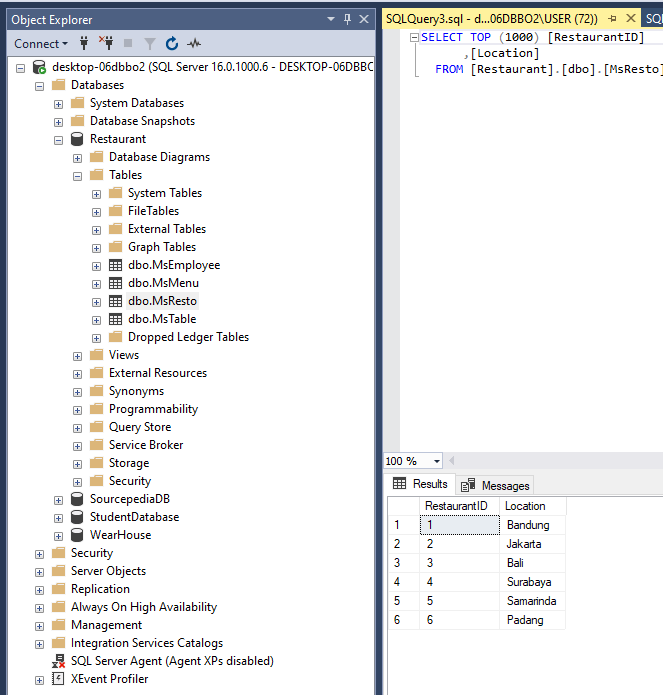 Object Explorer
Connect
desktop-06dbbo2 (SQL Server 16.0.1000.6 - DESKTOP-06DBBO
Databases
System Databases
Database Snapshots
Restaurant
Database Diagrams
Tables
System Tables
FileTables
External Tables
Graph Tables
dbo.MsEmployee
dbo.MsMenu
dbo.MsResto
dbo.MsTable
Dropped Ledger Tables
Views
External Resources
Synonyms
Programmability
Query Store
Service Broker
Storage
Security
SourcepediaDB
StudentDatabase
WearHouse
Security
Server Objects
Replication
Always On High Availability
Management
Integration Services Catalogs
SQL Server Agent (Agent XPs disabled)
XEvent Profiler
SQLQuery3.sql - d...06DBBO2\USER (72))
SQL
SELECT TOP (1000) [RestaurantID]
,[Location]
FROM [Restaurant].[dbo].[MsResto]
100 %
Results Messages
RestaurantID Location
1 1 Bandung
2 2 Jakarta
3 3 Bali
4 4 Surabaya
5 5 Samarinda
6 6 Padang